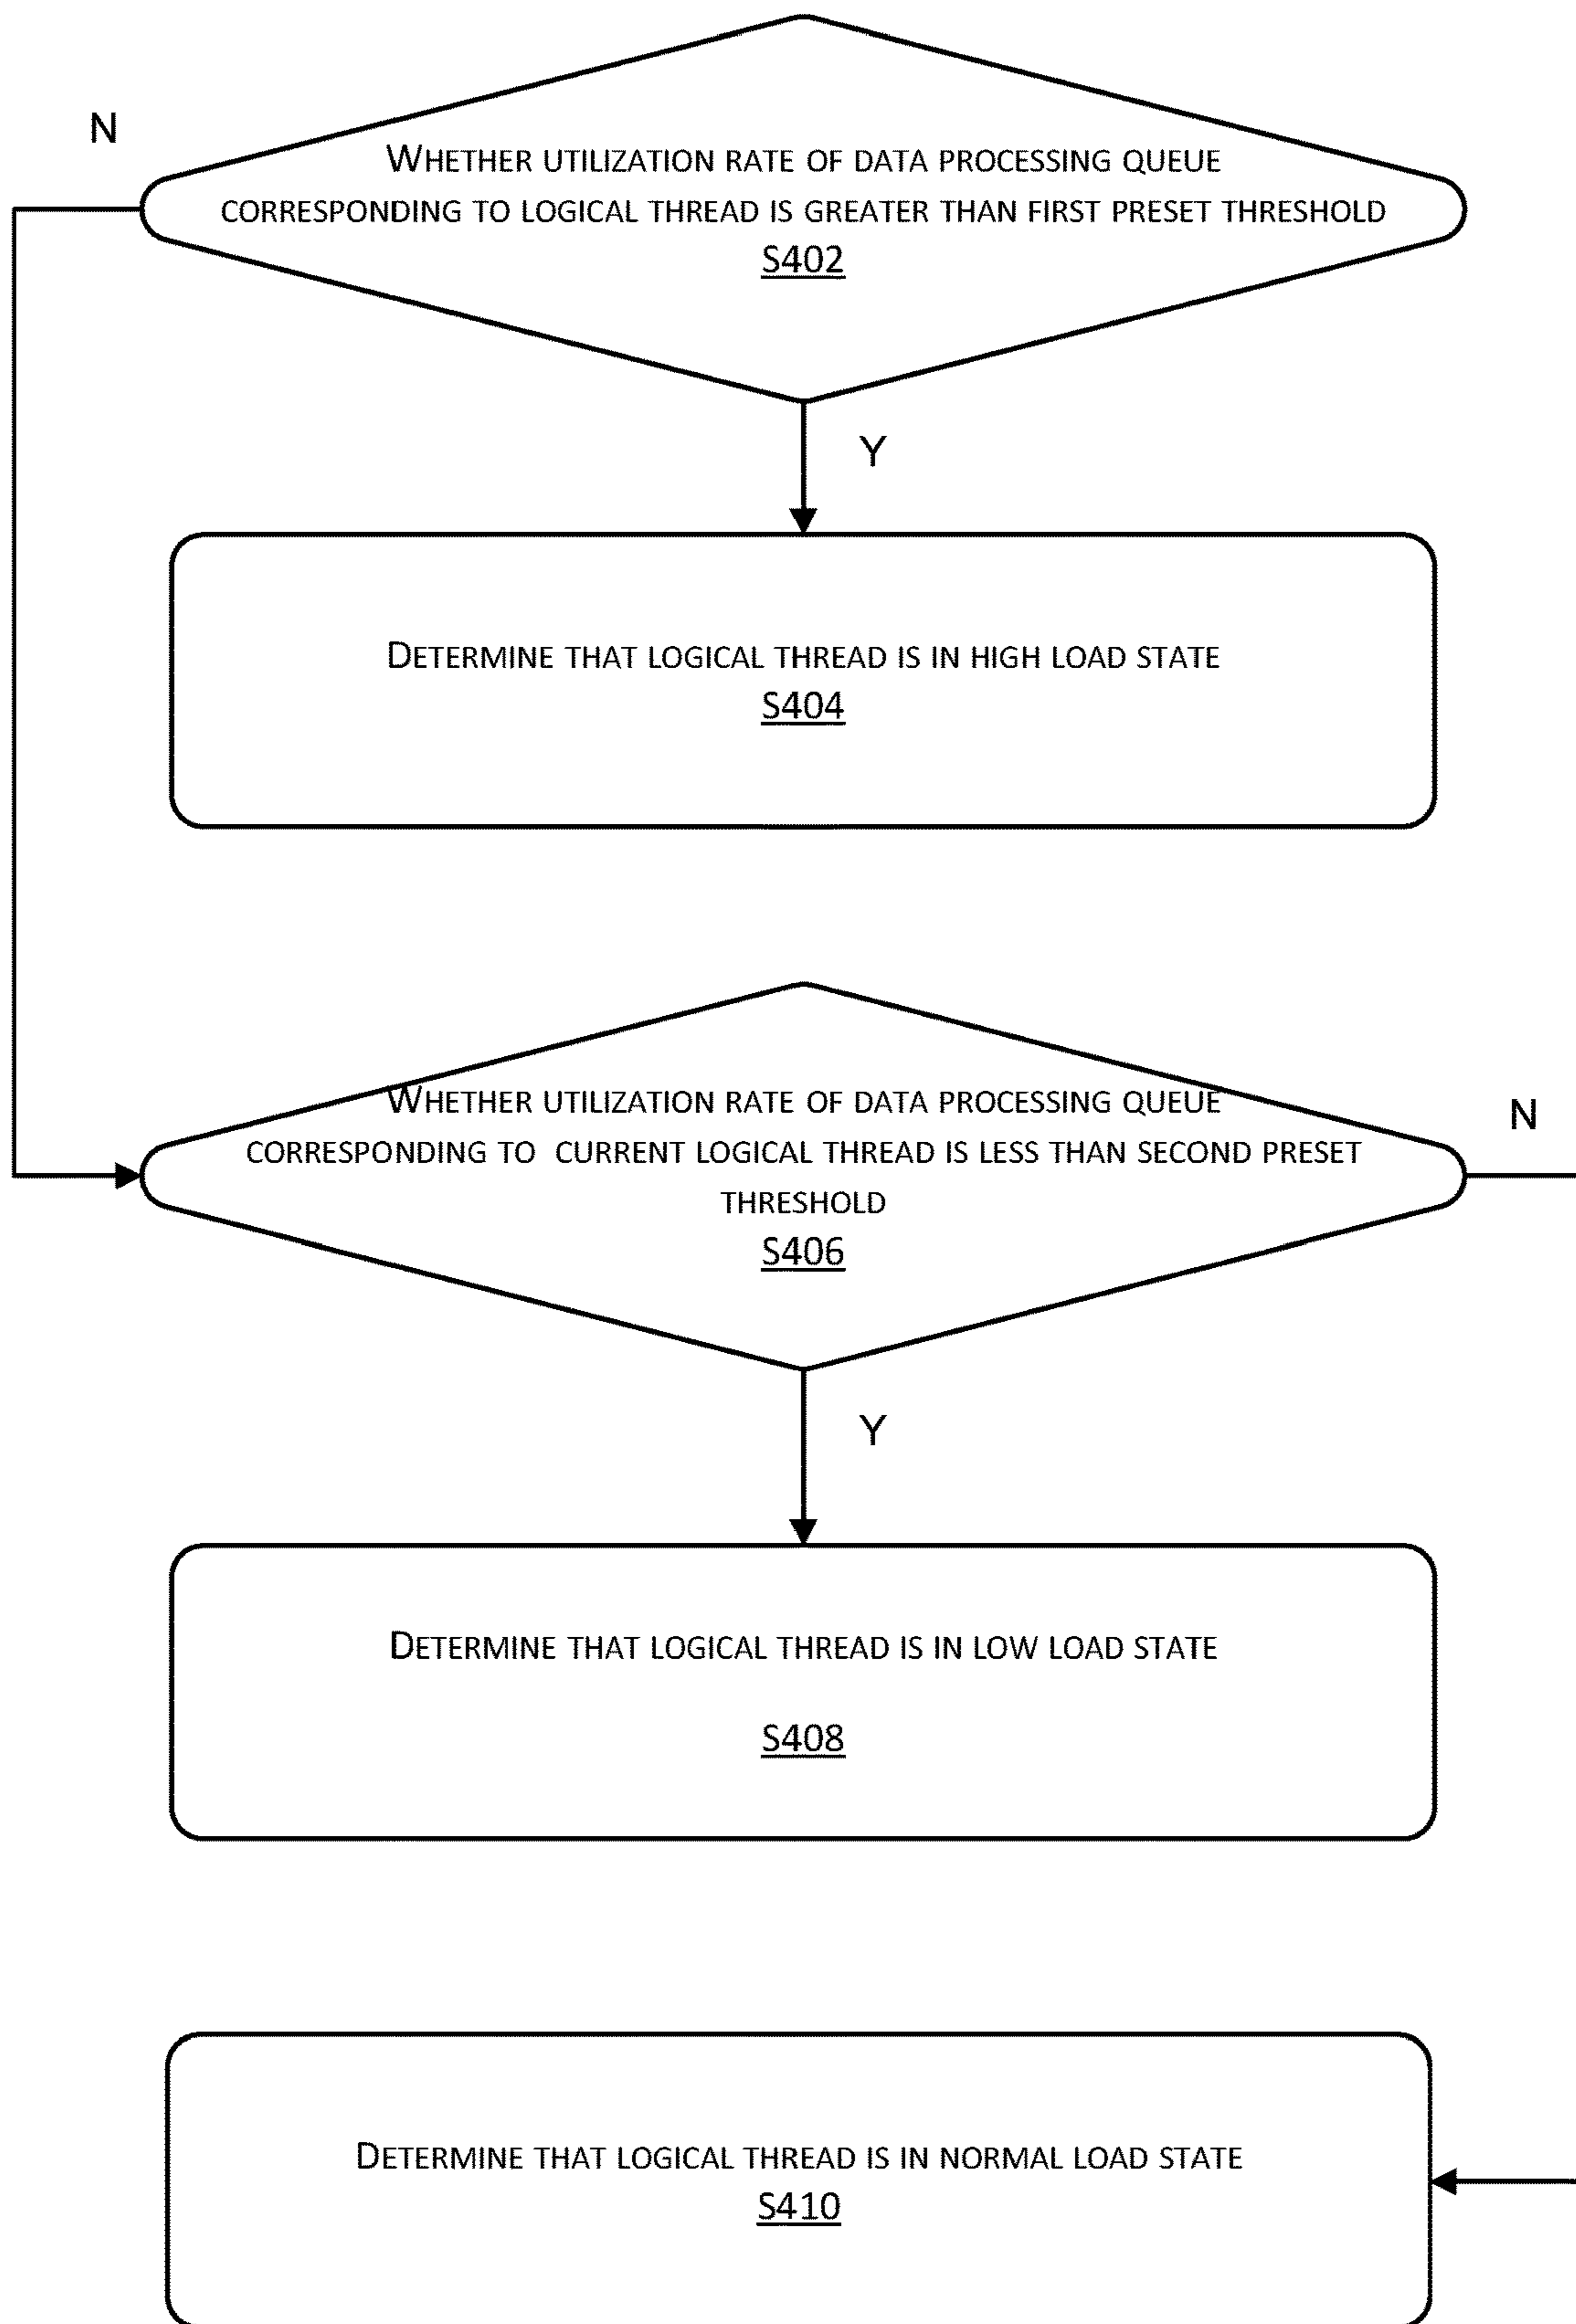 N
WHETHER UTILIZATION RATE OF DATA PROCESSING QUEUE
CORRESPONDING TO LOGICAL THREAD IS GREATER THAN FIRST PRESET THRESHOLD
S402
Y
DETERMINE THAT LOGICAL THREAD IS IN HIGH LOAD STATE
S404
WHETHER UTILIZATION RATE OF DATA PROCESSING QUEUE
CORRESPONDING TO CURRENT LOGICAL THREAD IS LESS THAN SECOND PRESET
THRESHOLD
S406
N
Y
DETERMINE THAT LOGICAL THREAD IS IN LOW LOAD STATE
S408
DETERMINE THAT LOGICAL THREAD IS IN NORMAL LOAD STATE
S410